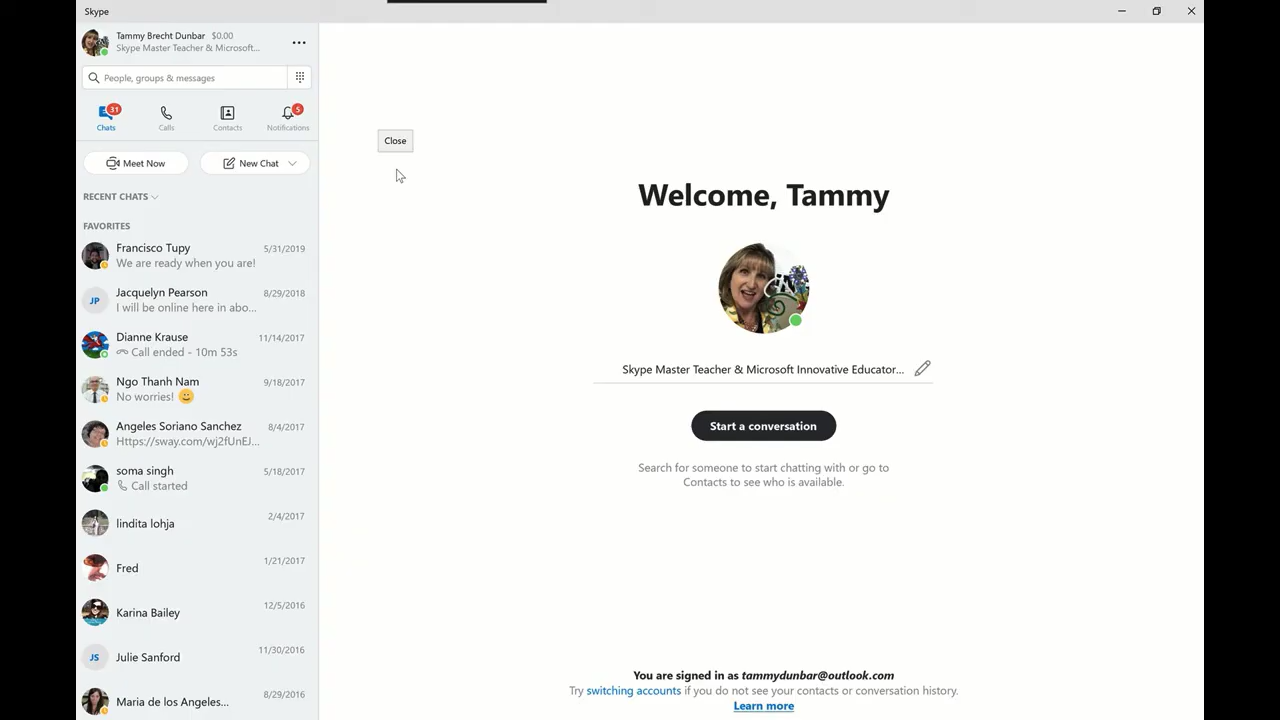 Skype
Tammy Brecht Dunbar $0.00
Skype Master Teacher & Microsoft...
People, groups & messages
31
5
Chats Calls Contacts Notifications
Meet Now New Chat
Close
RECENT CHATS
FAVORITES
Francisco Tupy 5/31/2019
We are ready when you are!
JP Jacquelyn Pearson 8/29/2018
I will be online here in abo...
Dianne Krause 11/14/2017
Call ended - 10m 53s
Ngo Thanh Nam 9/18/2017
No worries! 😀
Angeles Soriano Sanchez 8/4/2017
Https://sway.com/wj2fUnEJ...
soma singh 5/18/2017
Call started
lindita lohja 2/4/2017
Fred 1/21/2017
Karina Bailey 12/5/2016
JS Julie Sanford 11/30/2016
Maria de los Angeles... 8/29/2016
Welcome, Tammy
Skype Master Teacher & Microsoft Innovative Educator...
Start a conversation
Search for someone to start chatting with or go to
Contacts to see who is available.
You are signed in as tammydunbar@outlook.com
Try switching accounts if you do not see your contacts or conversation history.
Learn more